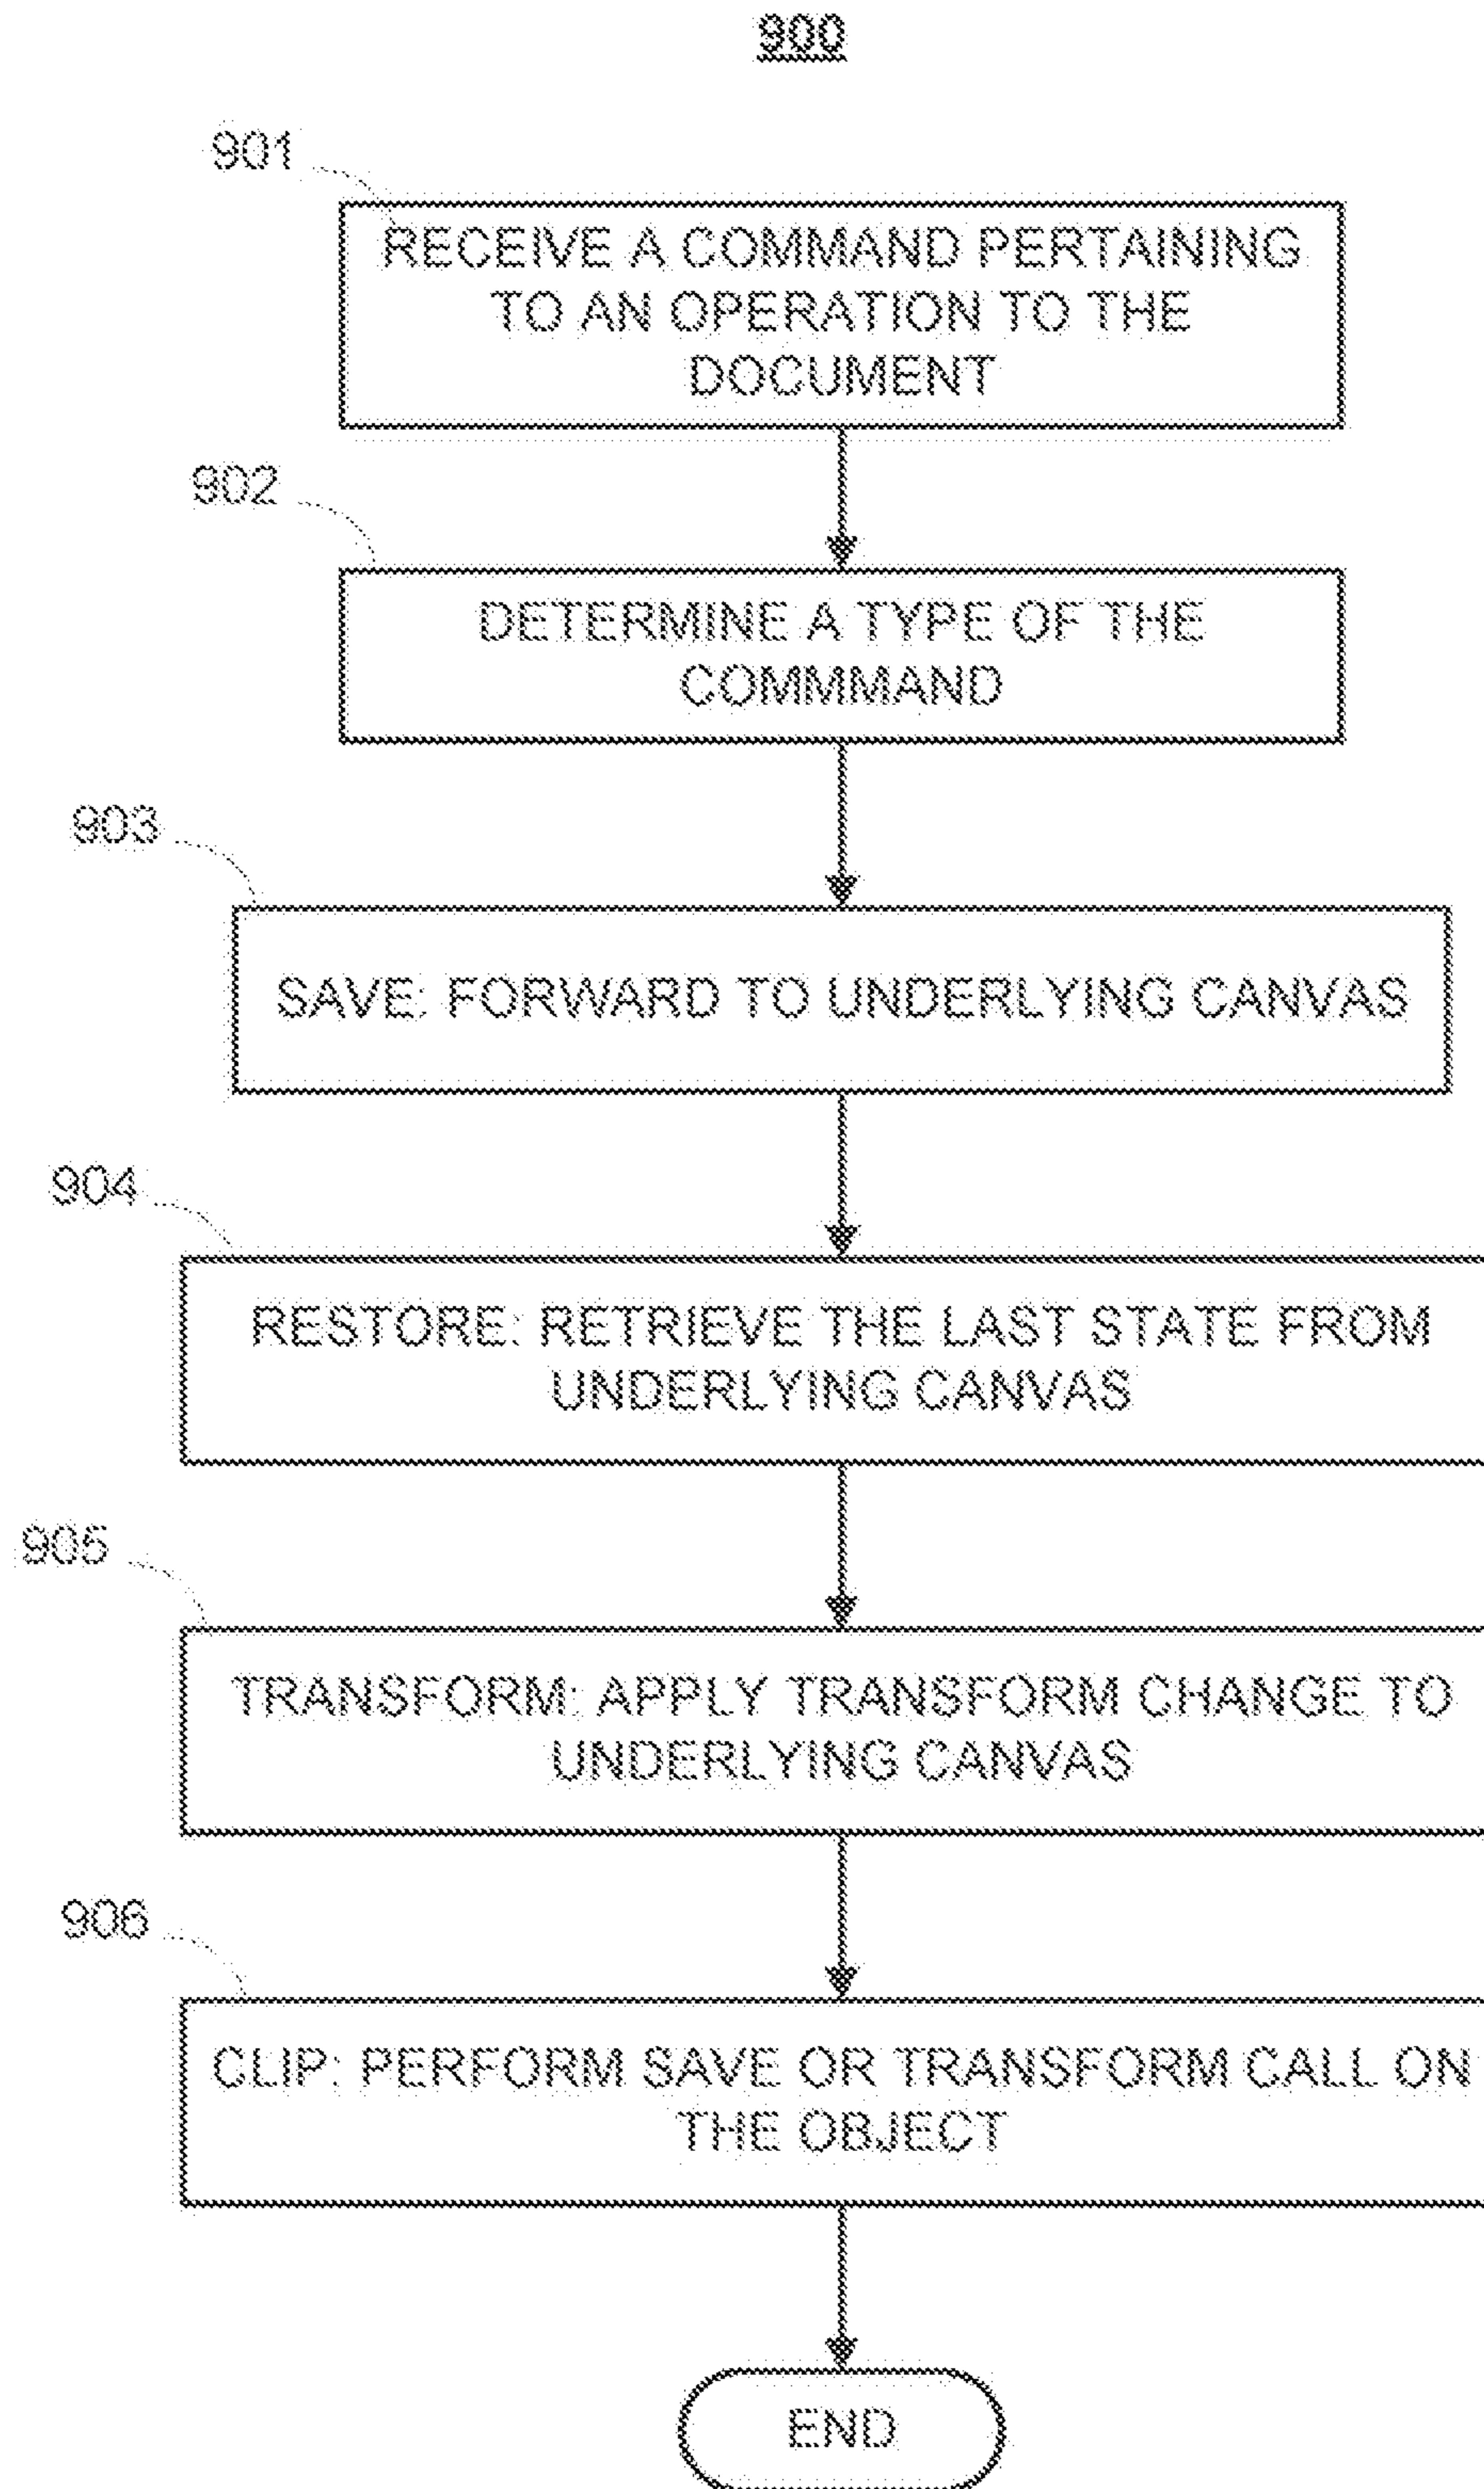 900
901
RECEIVE A COMMAND PERTAINING
TO AN OPERATION TO THE
DOCUMENT
902
DETERMINE A TYPE OF THE
COMMMAND
903
SAVE: FORWARD TO UNDERLYING CANVAS
904
RESTORE: RETRIEVE THE LAST STATE FROM
UNDERLYING CANVAS
905
TRANSFORM: APPLY TRANSFORM CHANGE TO
UNDERLYING CANVAS
906
CLIP: PERFORM SAVE OR TRANSFORM CALL ON
THE OBJECT
END